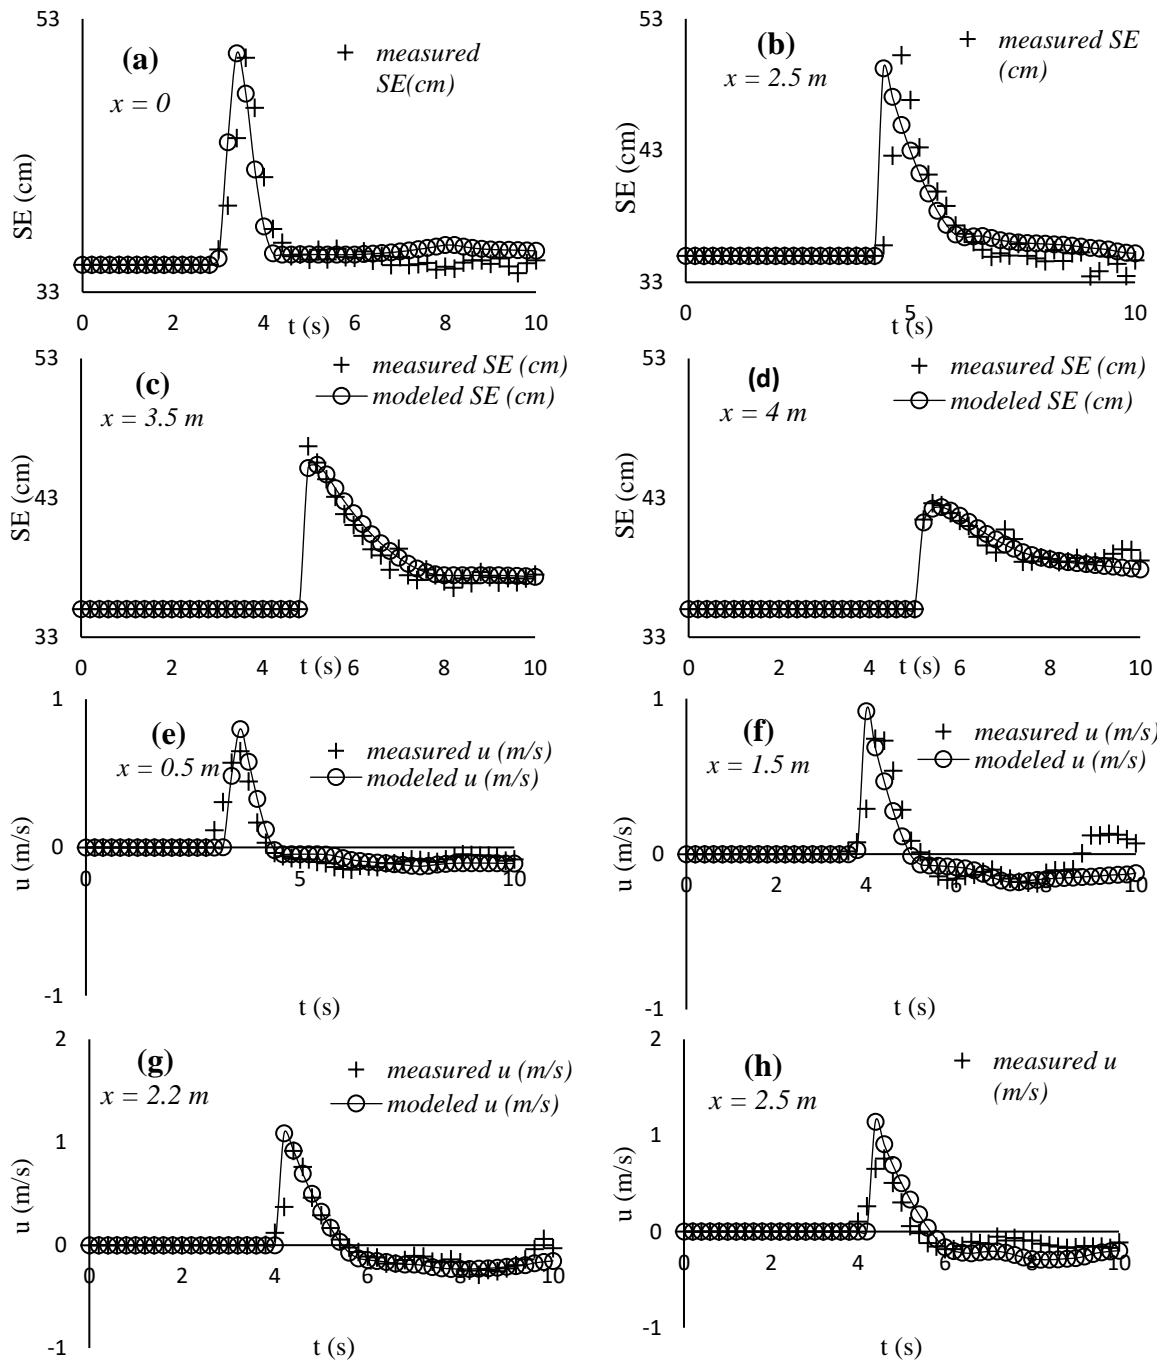 53
(a)
x = 0
measured
SE(cm)
SE (cm)
33
0 2 4 6 8 10
t (s)
53
(b)
x = 2.5 m
measured SE
(cm)
43
SE (cm)
33
5 10
t (s)
53
(c)
x = 3.5 m
measured SE (cm)
modeled SE (cm)
43
SE (cm)
33
0 2 4 6 8 10
t (s)
53
(d)
x = 4 m
measured SE (cm)
modeled SE (cm)
43
SE (cm)
33
0 2 4 6 8 10
t (s)
1
(e)
x = 0.5 m
measured u (m/s)
modeled u (m/s)
0
u (m/s)
0 5 10
-1
t (s)
1
(f)
x = 1.5 m
measured u (m/s)
modeled u (m/s)
0
u (m/s)
0 2 4 6 8 10
-1
t (s)
2
(g)
x = 2.2 m
measured u (m/s)
modeled u (m/s)
1
u (m/s)
0
0 2 4 6 8 10
-1
t (s)
2
(h)
x = 2.5 m
measured u
(m/s)
1
u (m/s)
0
0 2 4 6 8 10
-1
t (s)